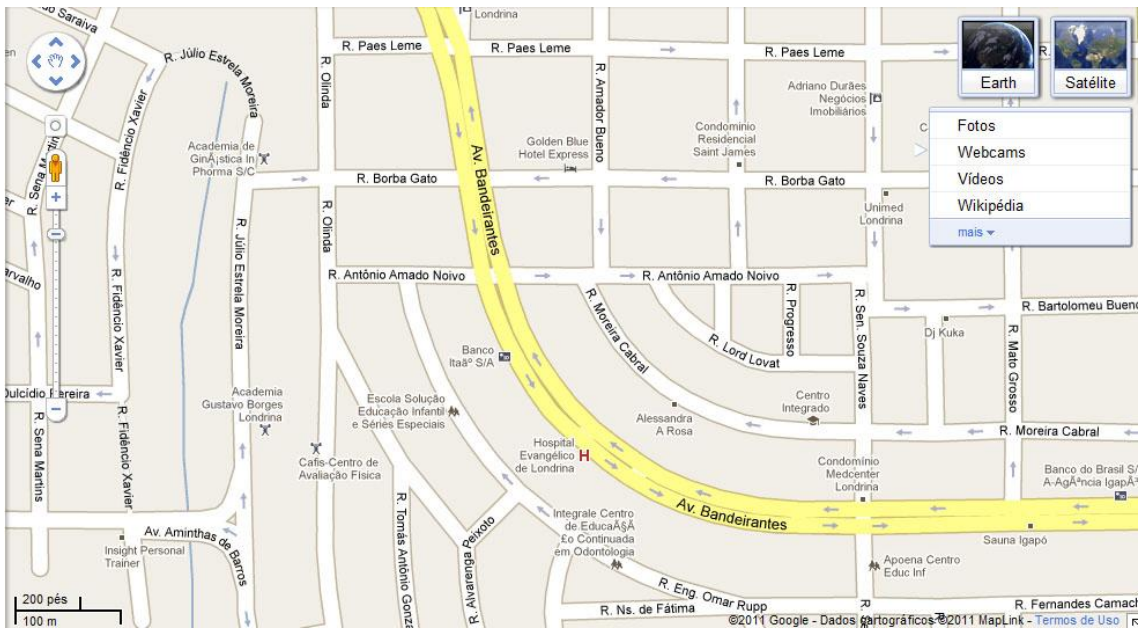 Londrina
do Saraiva
R. Paes Leme
R. Paes Leme
R. Paes Leme
R. Júlio Estrela Moreira
R. Olinda
R. Amador Bueno
Adriano Durães
Negócios
Imobiliários
Earth
Satélite
Fotos
Webcams
Vídeos
Wikipédia
mais
R. Fidêncio Xavier
Academia de
GinÃ¡stica In
Phorma S/C
Golden Blue
Hotel Express
Condomínio
Residencial
Saint James
R. Sena Martins
Av. Bandeirantes
R. Borba Gato
R. Borba Gato
R. Borba Gato
Unimed
Londrina
R. Olinda
R. Júlio Estrela Moreira
R. Fidêncio Xavier
arvalho
R. Antônio Amado Noivo
R. Antônio Amado Noivo
R. Moreira Cabral
R. Progresso
R. Sen. Souza Naves
R. Bartolomeu Bueno
R. Lord Lovat
Dj Kuka
R. Mato Grosso
Banco
Itaãº S/A
Dulcídio Pereira
Academia
Gustavo Borges
Londrina
Escola Solução
Educação Infantil
e Séries Especiais
Alessandra
A Rosa
Centro
Integrado
R. Moreira Cabral
R. Sena Martins
R. Fidêncio Xavier
Cafis-Centro de
Avaliação Física
Hospital
Evangélico
de Londrina
H
Condomínio
Medcenter
Londrina
Banco do Brasil S/
A-AgÃªncia IgapÃ³
Av. Bandeirantes
Av. Aminthas de Barros
Insight Personal
Trainer
R. Tomás Antônio Gonza
R. Alvarenga Peixoto
Integrale Centro
de EducaÃ§Ã
£o Continuada
em Odontologia
Sauna Igapó
Apoena Centro
Educ Inf
R. Eng. Omar Rupp
R. Ns. de Fátima
R. Fernandes Camach
200 pés
100 m
©2011 Google - Dados cartográficos ©2011 MapLink - Termos de Uso